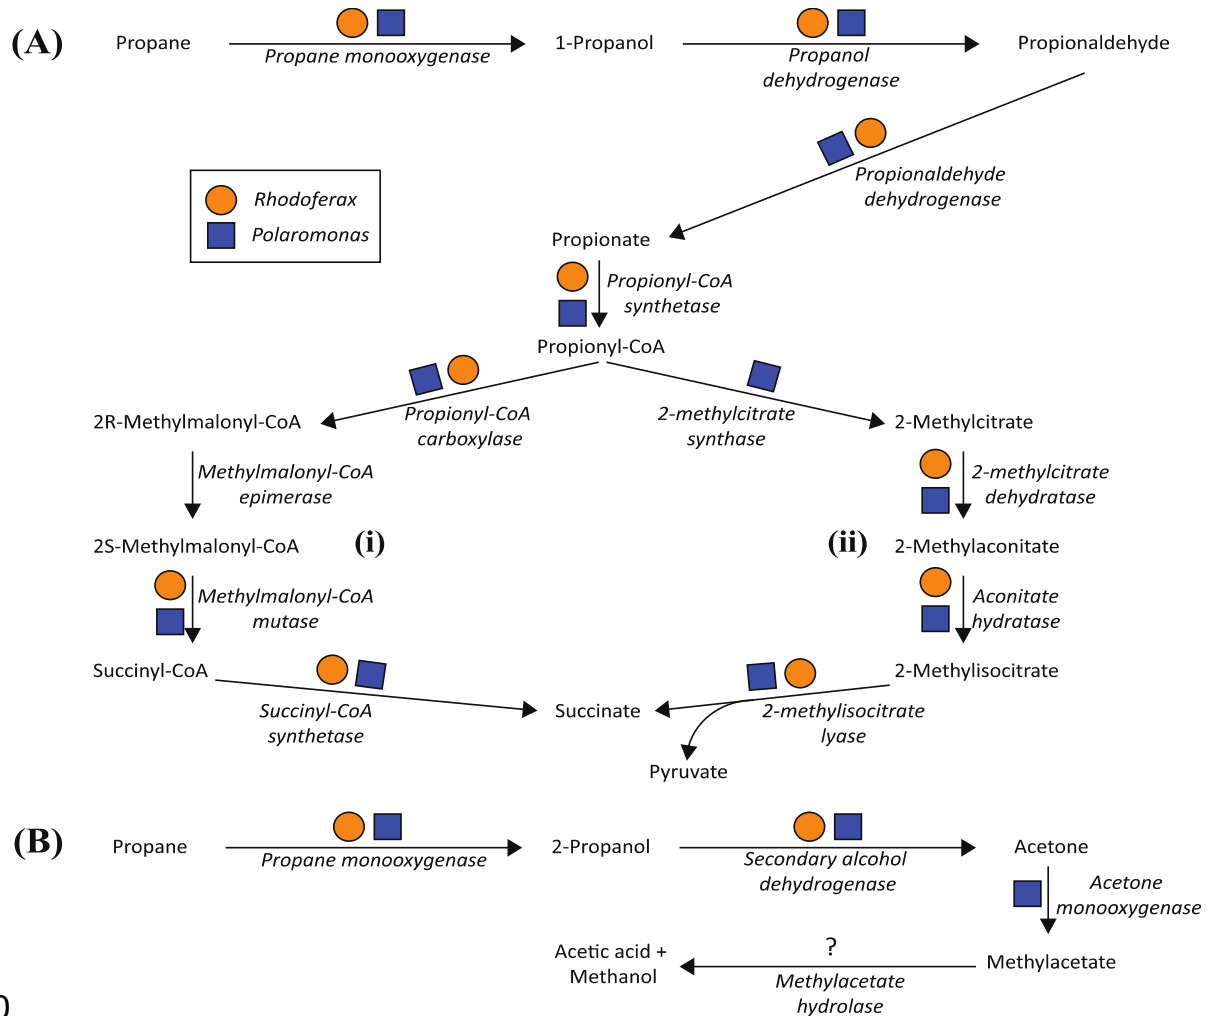 (A)
Propane
Propane monooxygenase
1-Propanol
Propanol
dehydrogenase
Propionaldehyde
Propionaldehyde
dehydrogenase
Rhodoferax
Polaromonas
Propionate
Propionyl-CoA
synthetase
Propionyl-CoA
Propionyl-CoA
carboxylase
2-methylcitrate
synthase
2R-Methylmalonyl-CoA
2-Methylcitrate
Methylmalonyl-CoA
epimerase
2-methylcitrate
dehydratase
2S-Methylmalonyl-CoA
(i)
(ii)
2-Methylaconitate
Methylmalonyl-CoA
mutase
Aconitate
hydratase
Succinyl-CoA
2-Methylisocitrate
Succinyl-CoA
synthetase
Succinate
2-methylisocitrate
lyase
Pyruvate
(B)
Propane
Propane monooxygenase
2-Propanol
Secondary alcohol
dehydrogenase
Acetone
Acetone
monooxygenase
Methylacetate
?
Methylacetate
hydrolase
Acetic acid +
Methanol
0